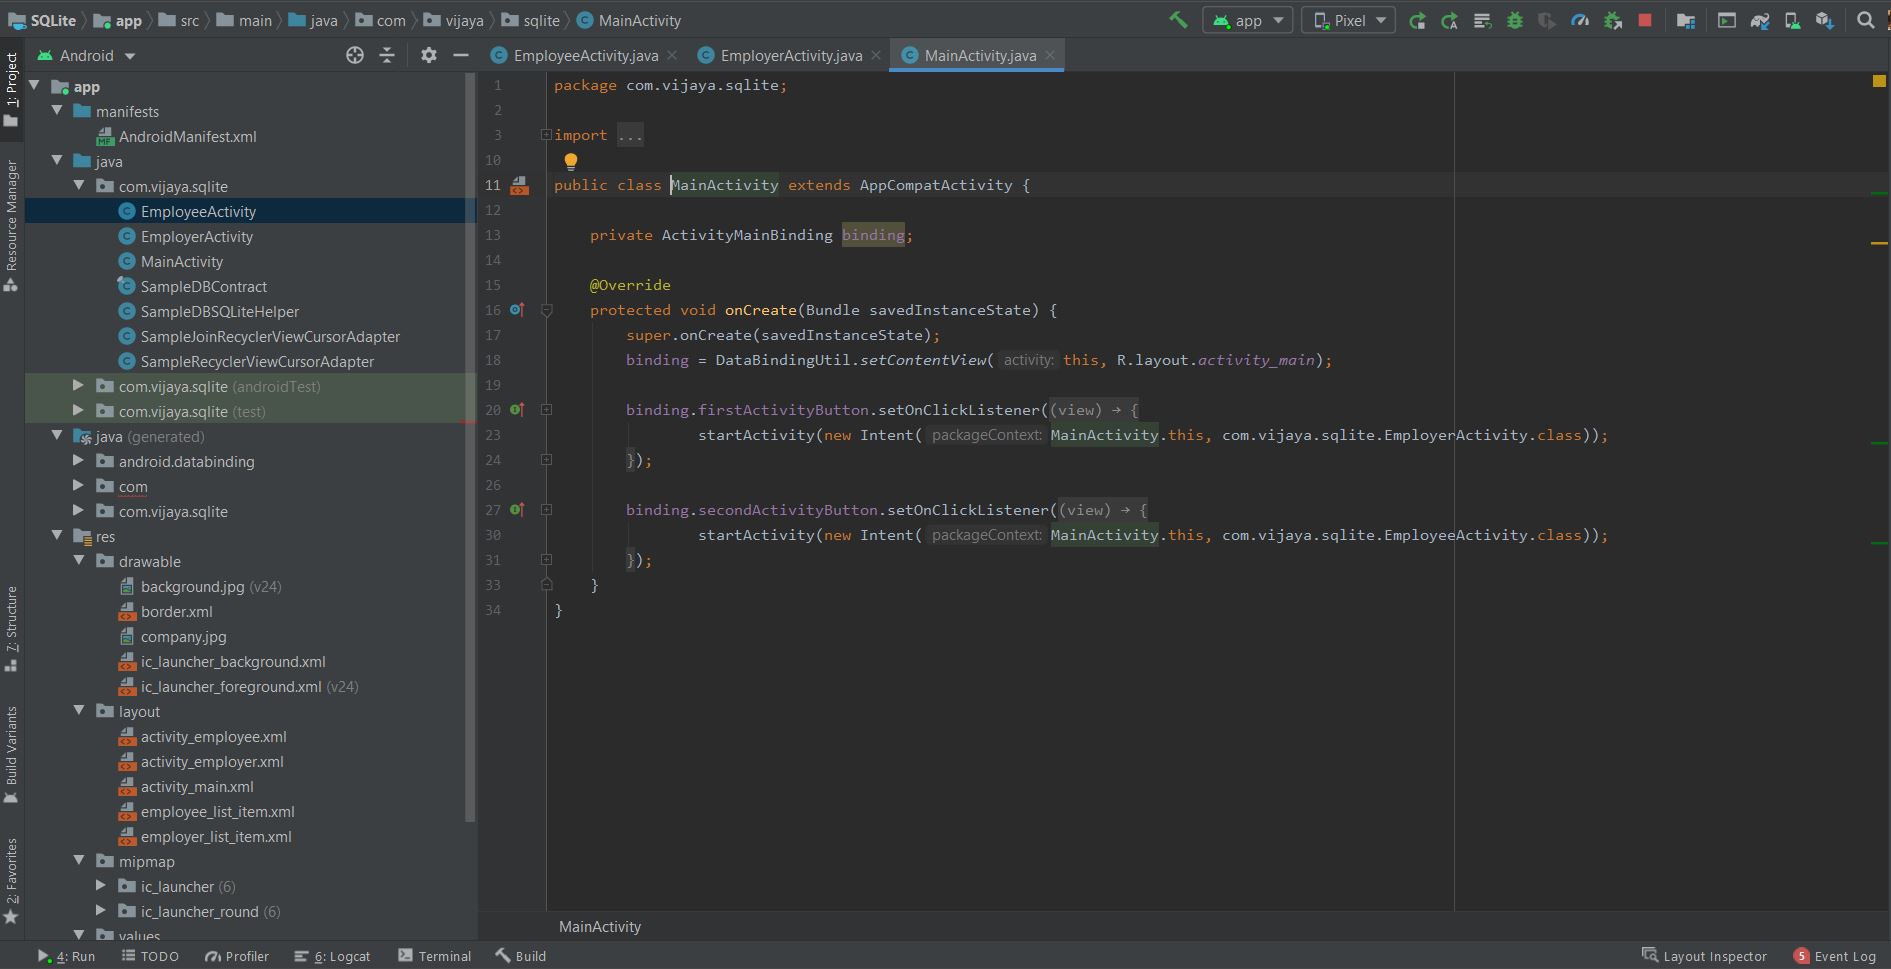 SQLite app src main java com vijaya sqlite MainActivity
app Pixel
1: Project
Resource Manager
7: Structure
Build Variants
2: Favorites
Android
app
manifests
AndroidManifest.xml
java
com.vijaya.sqlite
EmployeeActivity
EmployerActivity
MainActivity
SampleDBContract
SampleDBSQLiteHelper
SampleJoinRecyclerViewCursorAdapter
SampleRecyclerViewCursorAdapter
com.vijaya.sqlite (androidTest)
com.vijaya.sqlite (test)
java (generated)
android.databinding
com
com.vijaya.sqlite
res
drawable
background.jpg (v24)
border.xml
company.jpg
ic_launcher_background.xml
ic_launcher_foreground.xml (v24)
layout
activity_employee.xml
activity_employer.xml
activity_main.xml
employee_list_item.xml
employer_list_item.xml
mipmap
ic_launcher (6)
ic_launcher_round (6)
values
EmployeeActivity.java EmployerActivity.java MainActivity.java
1 package com.vijaya.sqlite;
2
3 import ...
10
11 public class MainActivity extends AppCompatActivity {
12
13 private ActivityMainBinding binding;
14
15 @Override
16 protected void onCreate(Bundle savedInstanceState) {
17 super.onCreate(savedInstanceState);
18 binding = DataBindingUtil.setContentView( activity: this, R.layout.activity_main);
19
20 binding.firstActivityButton.setOnClickListener((view) → {
23 startActivity(new Intent( packageContext: MainActivity.this, com.vijaya.sqlite.EmployerActivity.class));
24 });
26
27 binding.secondActivityButton.setOnClickListener((view) → {
30 startActivity(new Intent( packageContext: MainActivity.this, com.vijaya.sqlite.EmployeeActivity.class));
31 });
33 }
34 }
MainActivity
4: Run TODO Profiler 6: Logcat Terminal Build Layout Inspector 5 Event Log